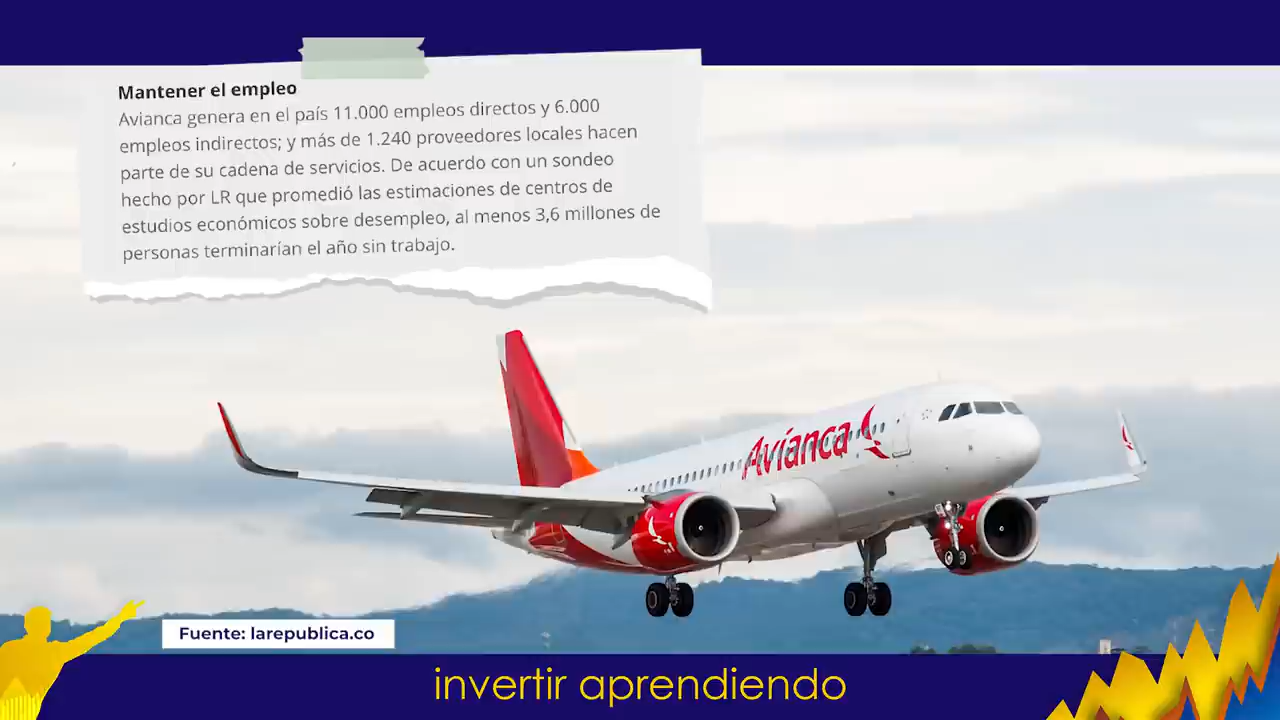 Mantener el empleo
Avianca genera en el país 11.000 empleos directos y 6.000
empleos indirectos; y más de 1.240 proveedores locales hacen
parte de su cadena de servicios. De acuerdo con un sondeo
hecho por LR que promedió las estimaciones de centros de
estudios económicos sobre desempleo, al menos 3,6 millones de
personas terminarían el año sin trabajo.
Avianca
Fuente: larepublica.co
invertir aprendiendo